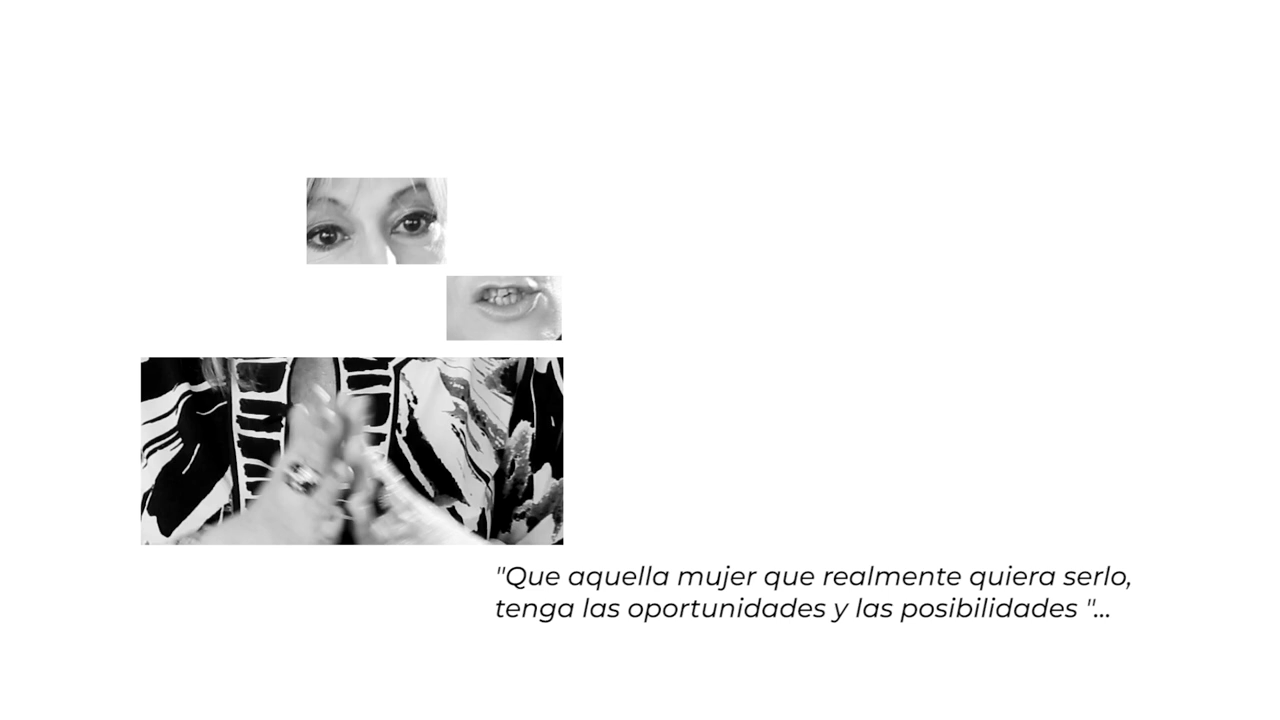 "Que aquella mujer que realmente quiera serlo,
tenga las oportunidades y las posibilidades "...